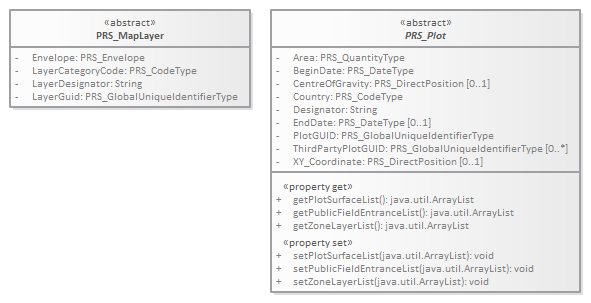 «abstract»
PRS_MapLayer
- Envelope: PRS_Envelope
- LayerCategoryCode: PRS_CodeType
- LayerDesignator: String
- LayerGuid: PRS_GlobalUniqueIdentifierType
«abstract»
PRS_Plot
- Area: PRS_QuantityType
- BeginDate: PRS_DateType
- CentreOfGravity: PRS_DirectPosition [0..1]
- Country: PRS_CodeType
- Designator: String
- EndDate: PRS_DateType [0..1]
- PlotGUID: PRS_GlobalUniqueIdentifierType
- ThirdPartyPlotGUID: PRS_GlobalUniqueIdentifierType [0..*]
- XY_Coordinate: PRS_DirectPosition [0..1]
«property get»
+ getPlotSurfaceList(): java.util.ArrayList
+ getPublicFieldEntranceList(): java.util.ArrayList
+ getZoneLayerList(): java.util.ArrayList
«property set»
+ setPlotSurfaceList(java.util.ArrayList): void
+ setPublicFieldEntranceList(java.util.ArrayList): void
+ setZoneLayerList(java.util.ArrayList): void